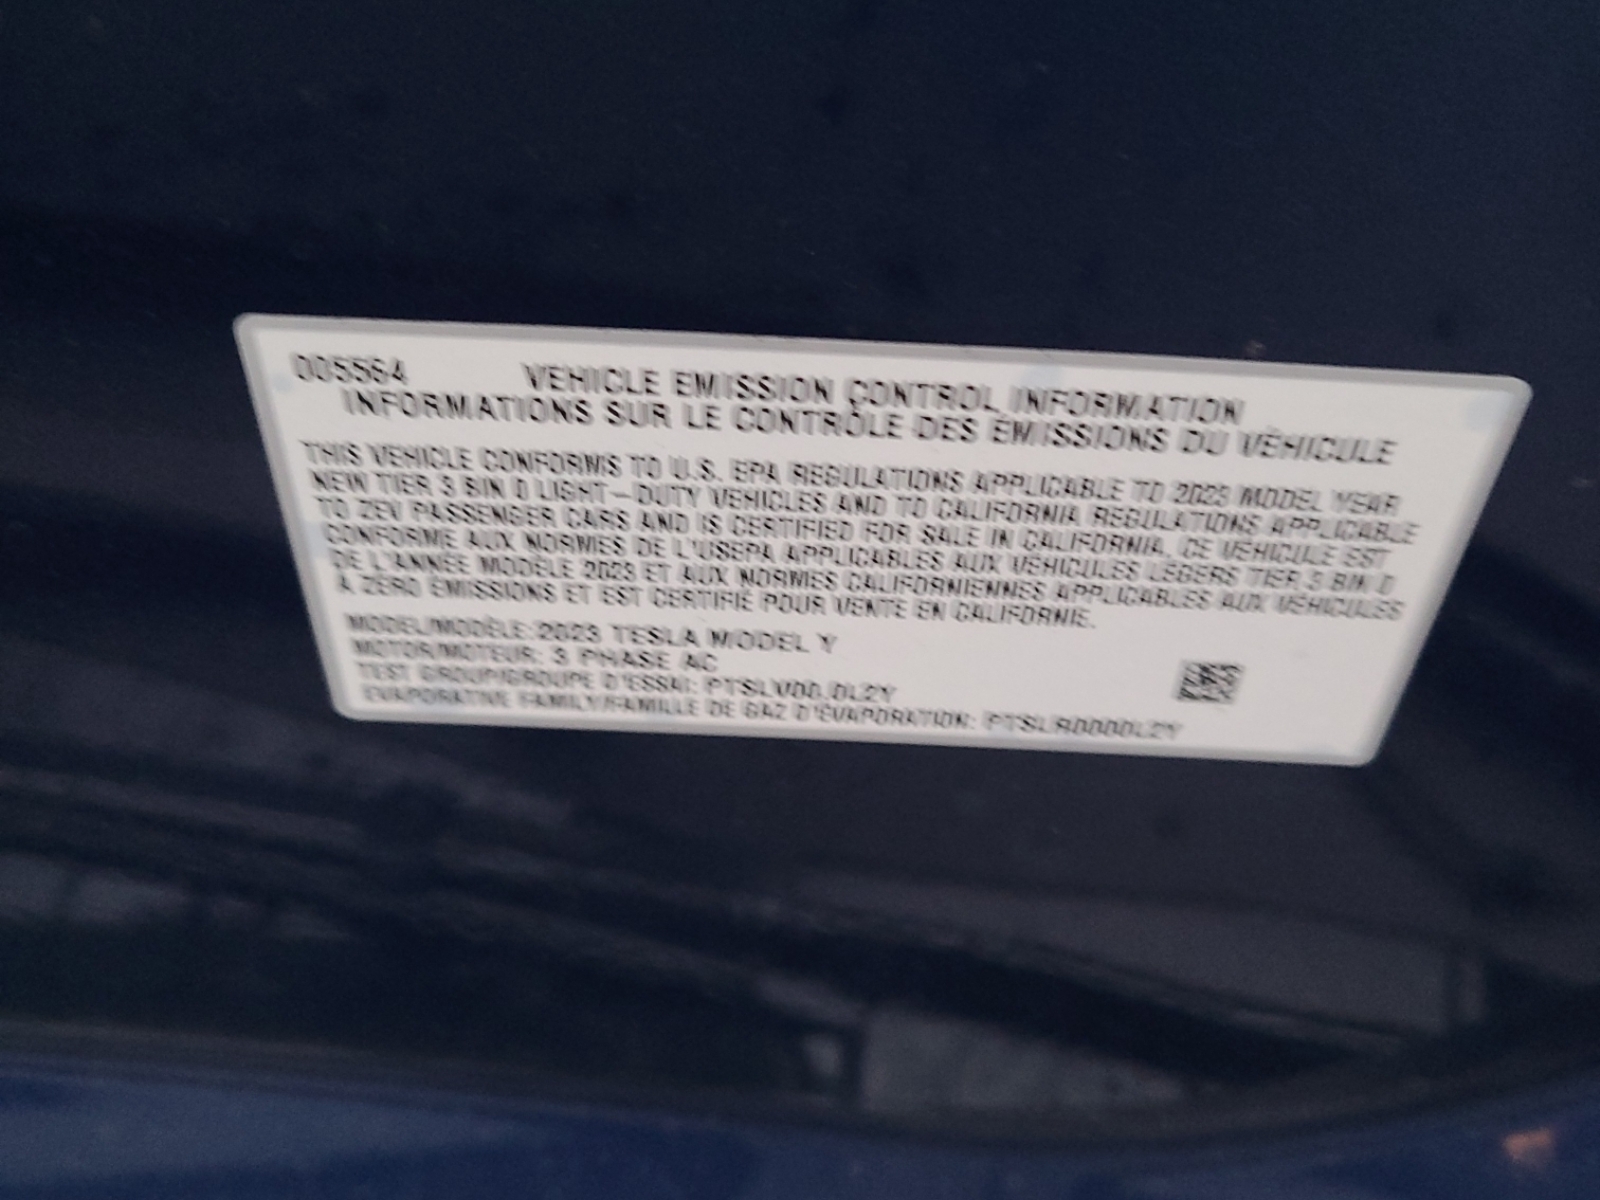 005564 VEHICLE EMISSION CONTROL INFORMATION
INFORMATIONS SUR LE CONTRÔLE DES ÉMISSIONS DU VÉHICULE
THIS VEHICLE CONFORMS TO U.S. EPA REGULATIONS APPLICABLE TO 2023 MODEL YEAR
NEW TIER 3 BIN 0 LIGHT-DUTY VEHICLES AND TO CALIFORNIA REGULATIONS APPLICABLE
TO ZEV PASSENGER CARS AND IS CERTIFIED FOR SALE IN CALIFORNIA. CE VÉHICULE EST
CONFORME AUX NORMES DE L'USEPA APPLICABLES AUX VÉHICULES LÉGERS TIER 3 BIN 0
DE L'ANNÉE MODÈLE 2023 ET AUX NORMES CALIFORNIENNES APPLICABLES AUX VÉHICULES
À ZÉRO ÉMISSIONS ET EST CERTIFIÉ POUR VENTE EN CALIFORNIE.
MODEL/MODÈLE: 2023 TESLA MODEL Y
MOTOR/MOTEUR: 3 PHASE AC
TEST GROUP/GROUPE D'ESSAI: PTSLV00.0L2Y
EVAPORATIVE FAMILY/FAMILLE DE GAZ D'ÉVAPORATION: PTSLR0000L2Y